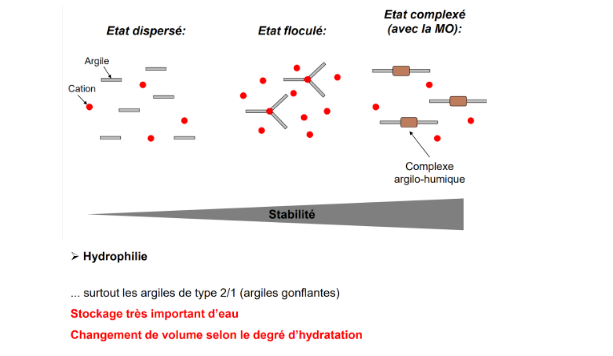 Etat dispersé:
Etat floculé:
Etat complexé
(avec la MO):
Argile
Cation
Complexe
argilo-humique
Stabilité
➢ Hydrophilie
... surtout les argiles de type 2/1 (argiles gonflantes)
Stockage très important d'eau
Changement de volume selon le degré d'hydratation